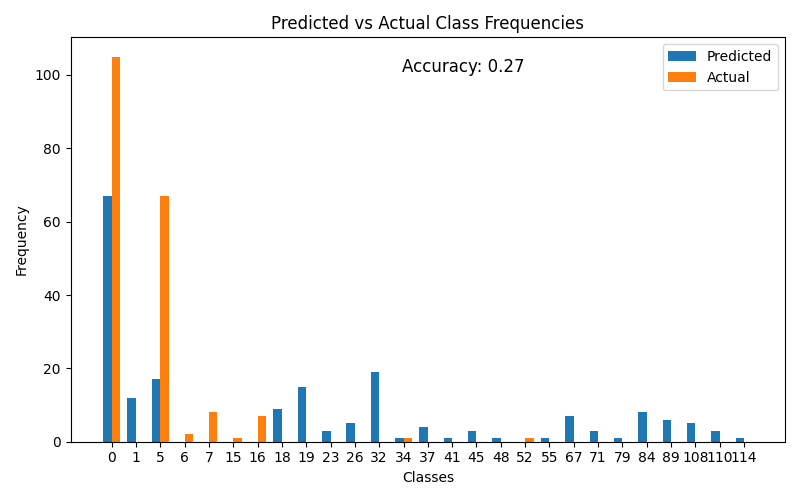 Predicted vs Actual Class Frequencies
Accuracy: 0.27
Predicted
Actual
Frequency
100
80
60
40
20
0
0 1 5 6 7 15 16 18 19 23 26 32 34 37 41 45 48 52 55 67 71 79 84 89 108 110 114
Classes